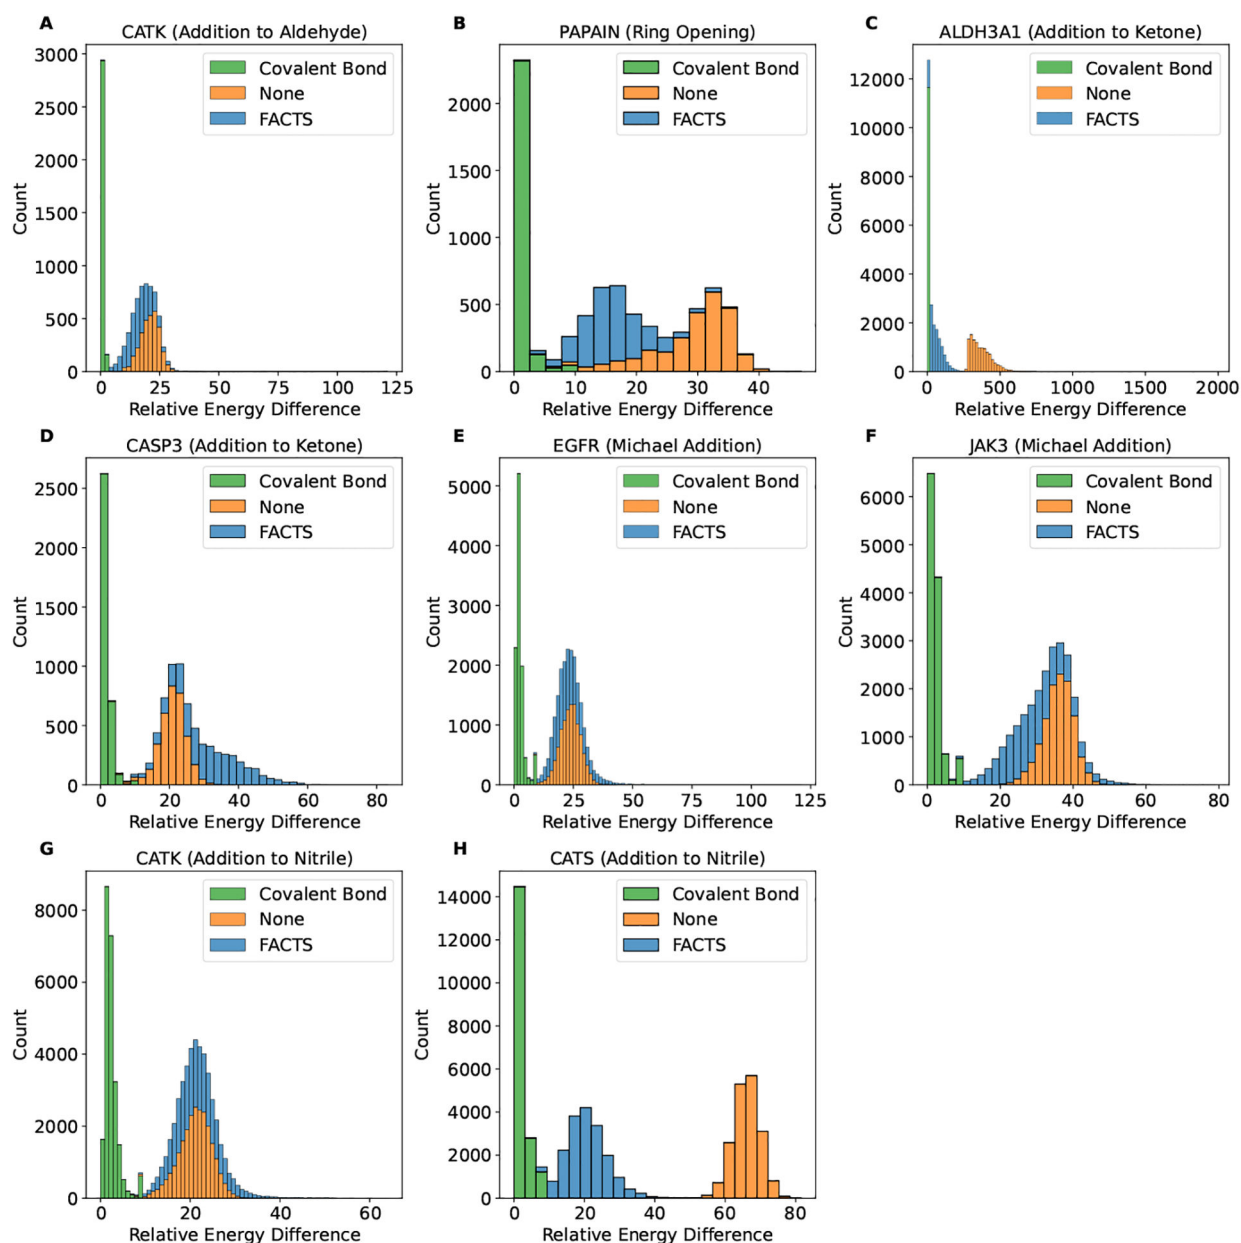 A
CATK (Addition to Aldehyde)
3000
2500
2000
1500
1000
500
0
Count
Covalent Bond
None
FACTS
0 25 50 75 100 125
Relative Energy Difference
B
PAPAIN (Ring Opening)
2000
1500
1000
500
0
Count
Covalent Bond
None
FACTS
0 10 20 30 40
Relative Energy Difference
C
ALDH3A1 (Addition to Ketone)
12000
10000
8000
6000
4000
2000
0
Count
Covalent Bond
None
FACTS
0 500 1000 1500 2000
Relative Energy Difference
D
CASP3 (Addition to Ketone)
2500
2000
1500
1000
500
0
Count
Covalent Bond
None
FACTS
0 20 40 60 80
Relative Energy Difference
E
EGFR (Michael Addition)
5000
4000
3000
2000
1000
0
Count
Covalent Bond
None
FACTS
0 25 50 75 100 125
Relative Energy Difference
F
JAK3 (Michael Addition)
6000
5000
4000
3000
2000
1000
0
Count
Covalent Bond
None
FACTS
0 20 40 60 80
Relative Energy Difference
G
CATK (Addition to Nitrile)
8000
6000
4000
2000
0
Count
Covalent Bond
None
FACTS
0 20 40 60
Relative Energy Difference
H
CATS (Addition to Nitrile)
14000
12000
10000
8000
6000
4000
2000
0
Count
Covalent Bond
None
FACTS
0 20 40 60 80
Relative Energy Difference